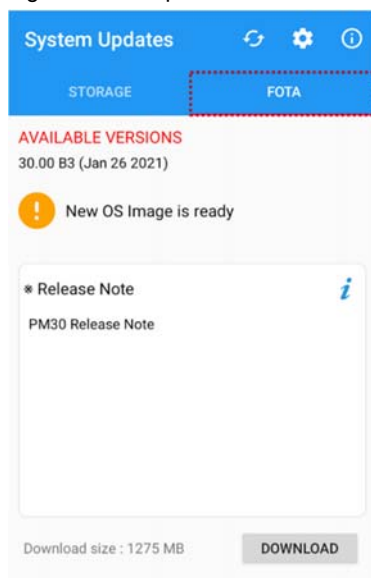 System Updates
STORAGE
FOTA
AVAILABLE VERSIONS
30.00 B3 (Jan 26 2021)
! New OS Image is ready
※ Release Note i
PM30 Release Note
Download size : 1275 MB
DOWNLOAD